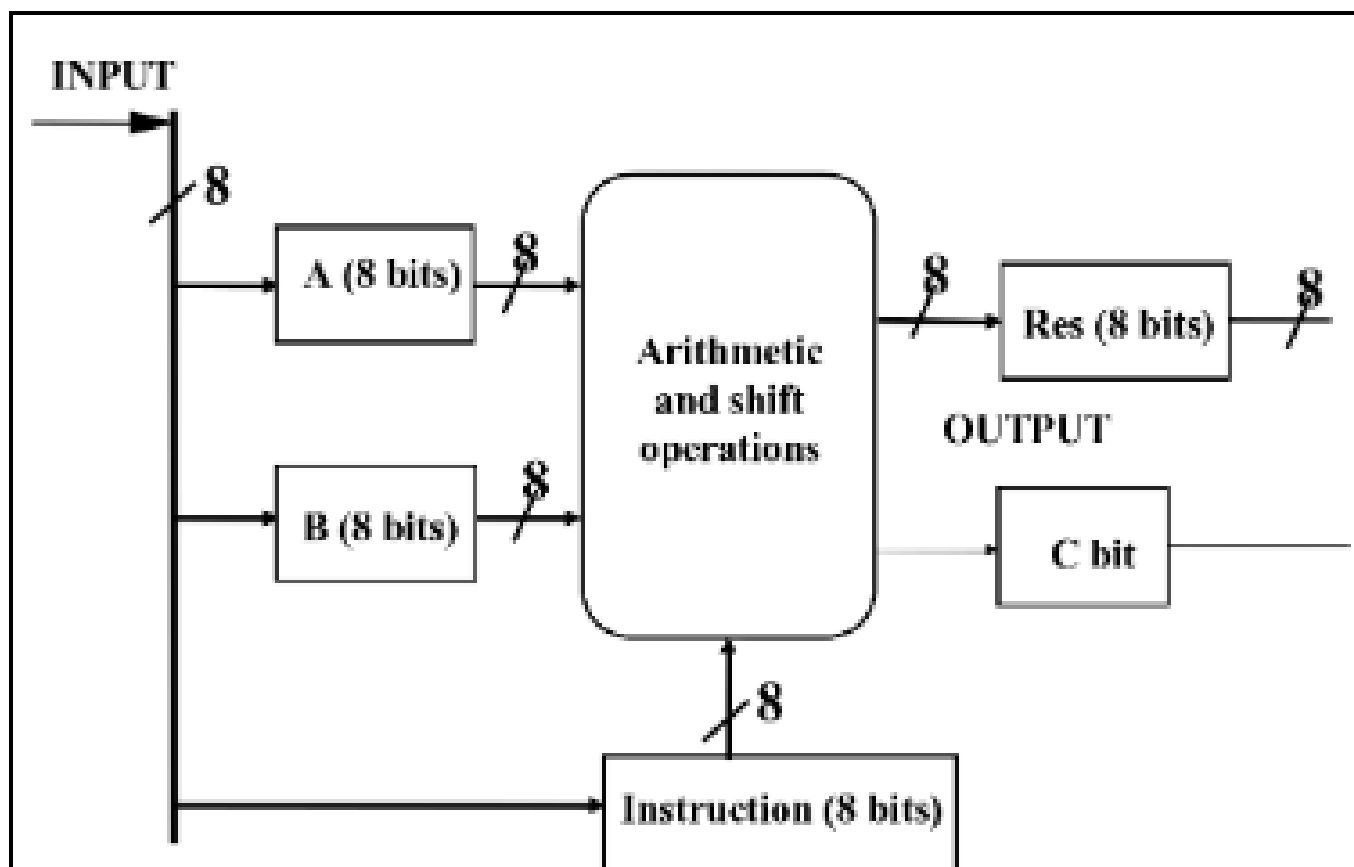 INPUT
8
A (8 bits)
8
Arithmetic
and shift
operations
8
Res (8 bits)
8
OUTPUT
B (8 bits)
8
C bit
8
Instruction (8 bits)